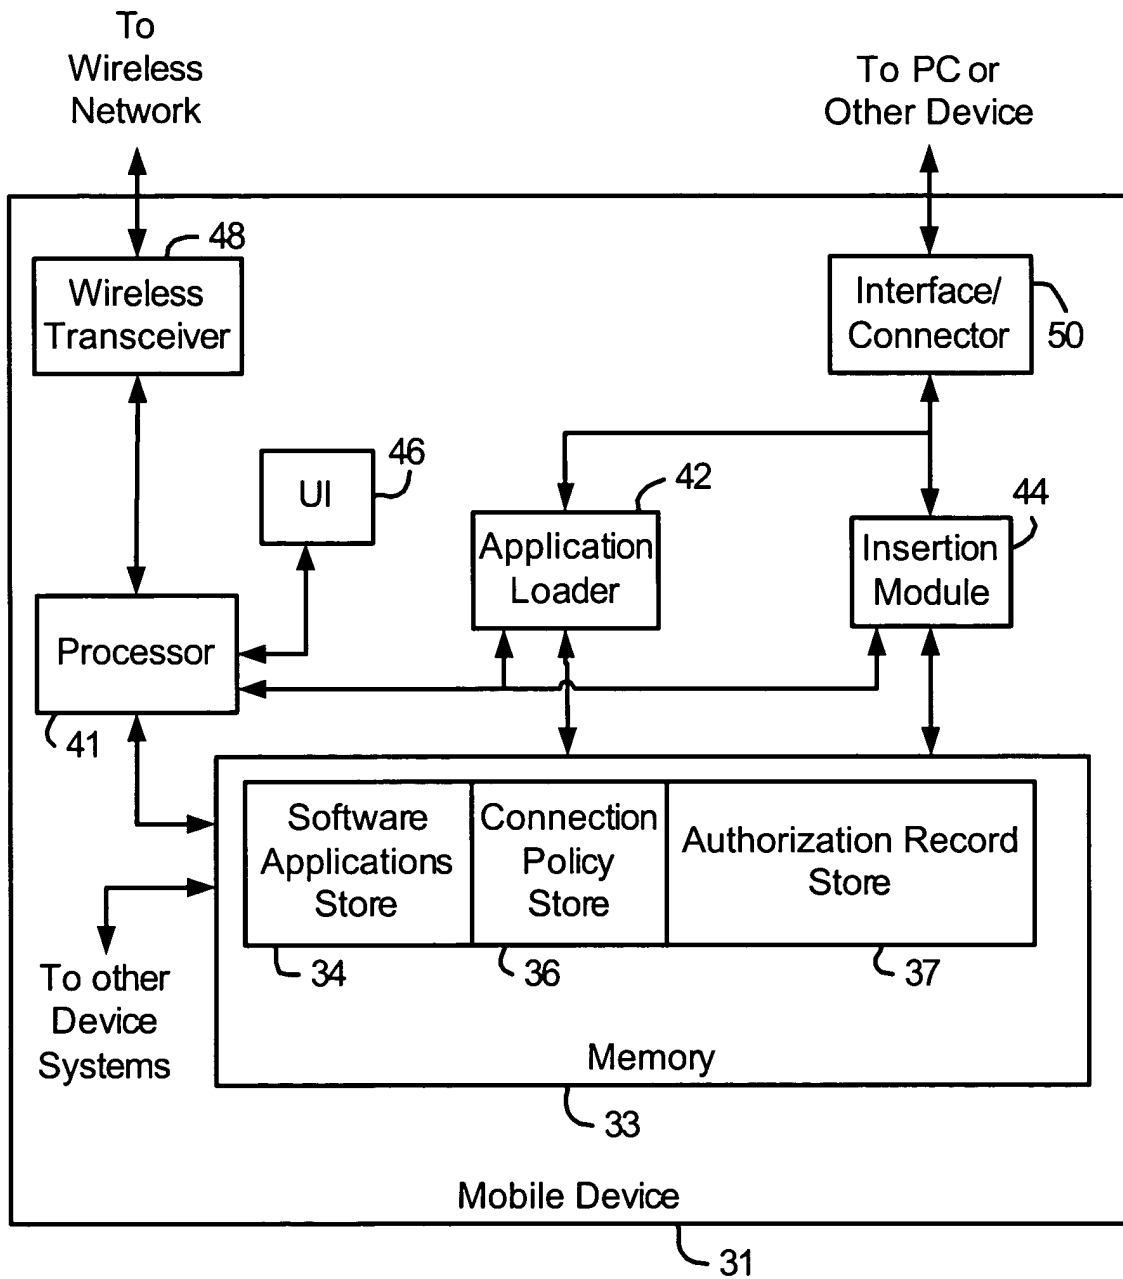 To
Wireless
Network
To PC or
Other Device
48
Wireless
Transceiver
Interface/
Connector
50
UI
46
42
Application
Loader
44
Insertion
Module
Processor
41
Software
Applications
Store
Connection
Policy
Store
Authorization Record
Store
34
36
37
To other
Device
Systems
Memory
33
Mobile Device
31